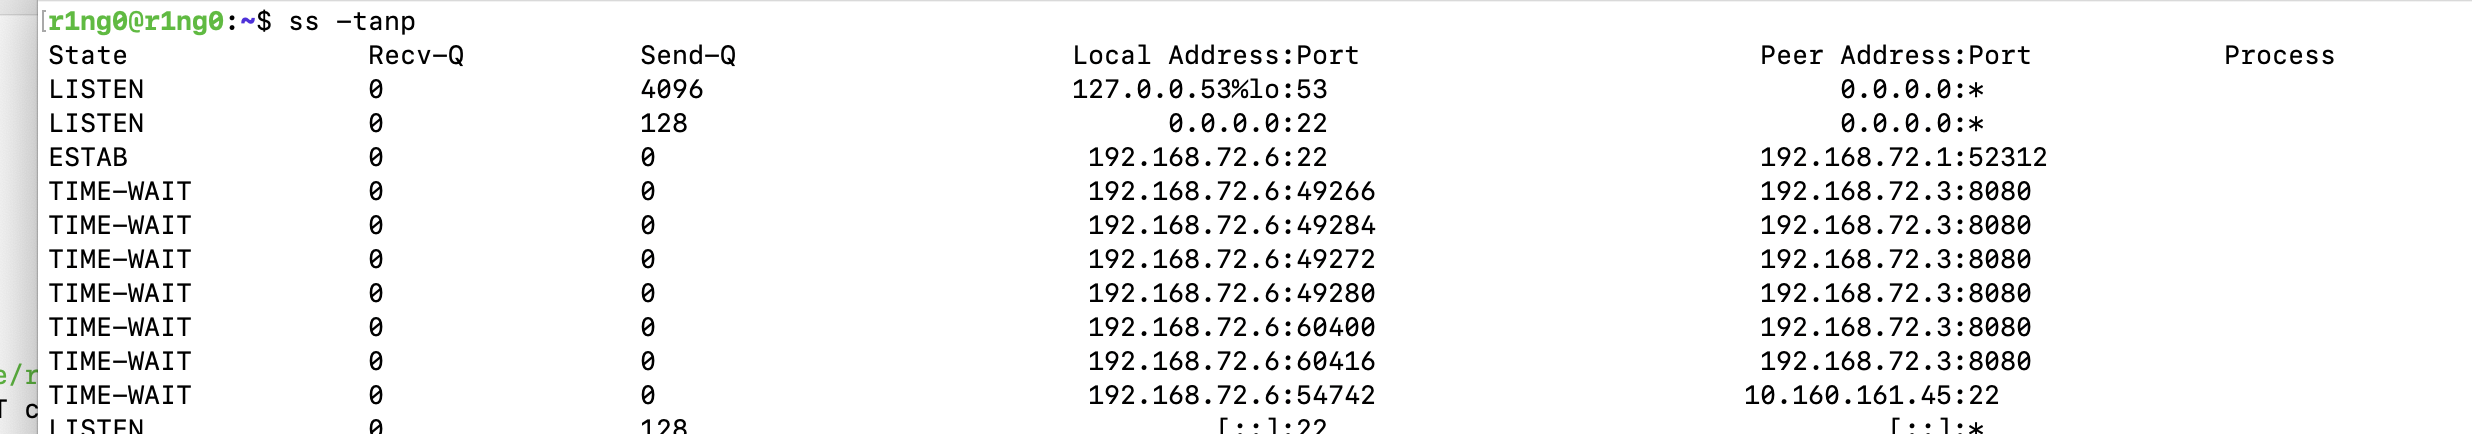 [r1ng0@r1ng0:~$ ss -tanp
State Recv-Q Send-Q Local Address:Port Peer Address:Port Process
LISTEN 0 4096 127.0.0.53%lo:53 0.0.0.0:*
LISTEN 0 128 0.0.0.0:22 0.0.0.0:*
ESTAB 0 0 192.168.72.6:22 192.168.72.1:52312
TIME-WAIT 0 0 192.168.72.6:49266 192.168.72.3:8080
TIME-WAIT 0 0 192.168.72.6:49284 192.168.72.3:8080
TIME-WAIT 0 0 192.168.72.6:49272 192.168.72.3:8080
TIME-WAIT 0 0 192.168.72.6:49280 192.168.72.3:8080
TIME-WAIT 0 0 192.168.72.6:60400 192.168.72.3:8080
TIME-WAIT 0 0 192.168.72.6:60416 192.168.72.3:8080
e/r
TIME-WAIT 0 0 192.168.72.6:54742 10.160.161.45:22
T c
LISTEN 0 128 [::]:22 [::]:*